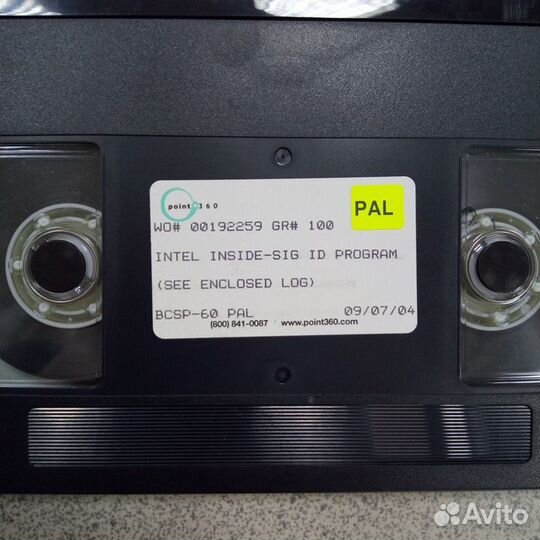 point 360
PAL
WO# 00192259 GR# 100
INTEL INSIDE-SIG ID PROGRAM
(SEE ENCLOSED LOG)
BCSP-60 PAL 09/07/04
(800) 841-0087 www.point360.com
Avito